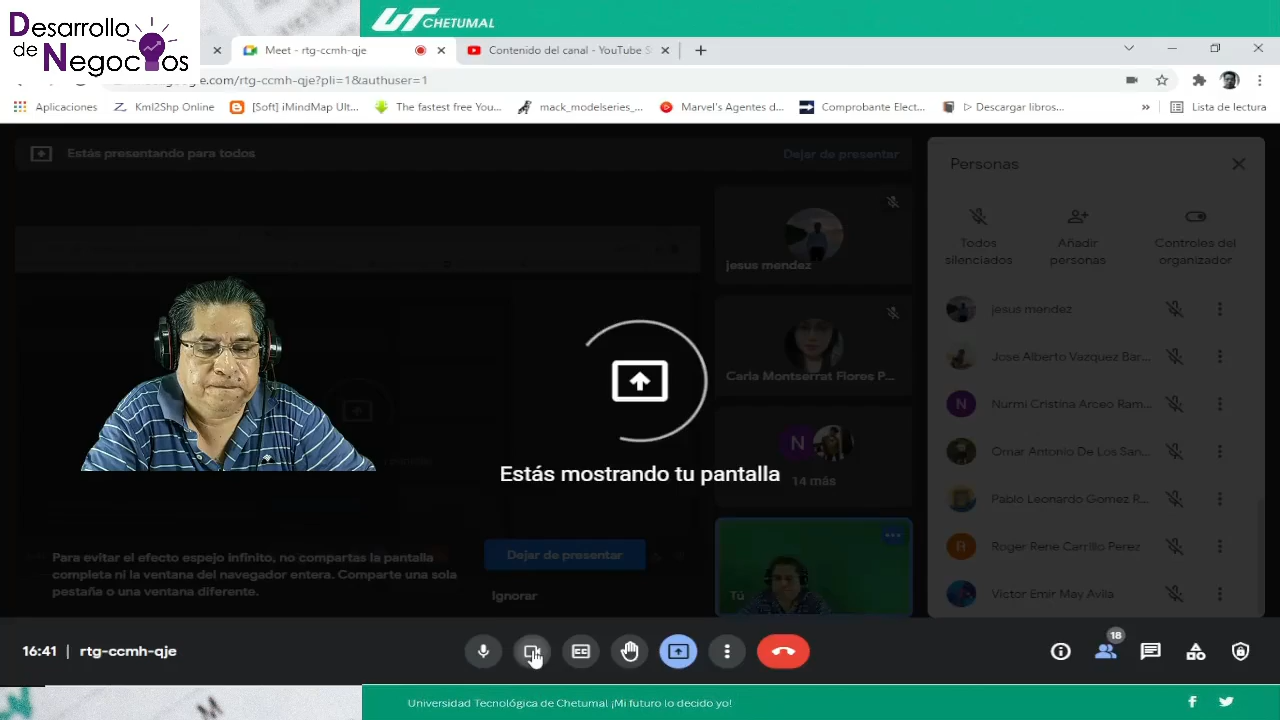 Desarrollo
de
Negocios
UT CHETUMAL
Meet - rtg-ccmh-qje
Contenido del canal - YouTube S
.com/rtg-ccmh-qje?pli=1&authuser=1
Aplicaciones
Kml2Shp Online
[Soft] iMindMap Ult...
The fastest free You...
mack_modelseries_...
Marvel's Agentes d...
Comprobante Elect...
▷ Descargar libros...
»
Lista de lectura
Estás presentando para todos
Dejar de presentar
Personas
Todos
silenciados
Añadir
personas
Controles del
organizador
jesus mendez
Carla Montserrat Flores P...
N
14 más
Tú
jesus mendez
Jose Alberto Vazquez Bar...
N
Nurmi Cristina Arceo Ram...
Omar Antonio De Los San...
Pablo Leonardo Gomez R...
R
Roger Rene Carrillo Perez
Victor Emir May Avila
Estás mostrando tu pantalla
Para evitar el efecto espejo infinito, no compartas la pantalla
completa ni la ventana del navegador entera. Comparte una sola
pestaña o una ventana diferente.
Dejar de presentar
Ignorar
16:41 | rtg-ccmh-qje
CC
18
Universidad Tecnológica de Chetumal ¡Mi futuro lo decido yo!